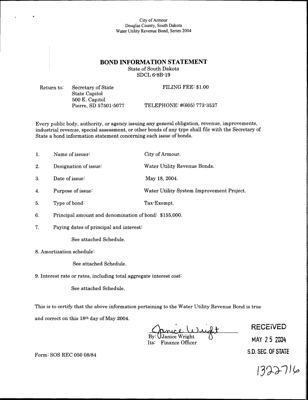 City of Armour
Douglas County, South Dakota
Water Utility Revenue Bond, Series 2004
BOND INFORMATION STATEMENT
State of South Dakota
SDCL 6-8B-19
Return to: Secretary of State FILING FEE: $1.00
State Capitol
500 E. Capitol
Pierre, SD 57501-5077 TELEPHONE: #(605) 773-3537
Every public body, authority, or agency issuing any general obligation, revenue, improvements,
industrial revenue, special assessment, or other bonds of any type shall file with the Secretary of
State a bond information statement concerning each issue of bonds.
1. Name of issuer: City of Armour.
2. Designation of issue: Water Utility Revenue Bonds.
3. Date of issue: May 18, 2004.
4. Purpose of issue: Water Utility System Improvement Project.
5. Type of bond: Tax-Exempt.
6. Principal amount and denomination of bond: $155,000.
7. Paying dates of principal and interest:
See attached Schedule.
8. Amortization schedule:
See attached Schedule.
9. Interest rate or rates, including total aggregate interest cost:
See attached Schedule.
This is to certify that the above information pertaining to the Water Utility Revenue Bond is true
and correct on this 18th day of May 2004.
Janice Wright
By: Janice Wright
Its: Finance Officer
Form: SOS REC 050 08/84
RECEIVED
MAY 25 2004
S.D. SEC. OF STATE
1322716